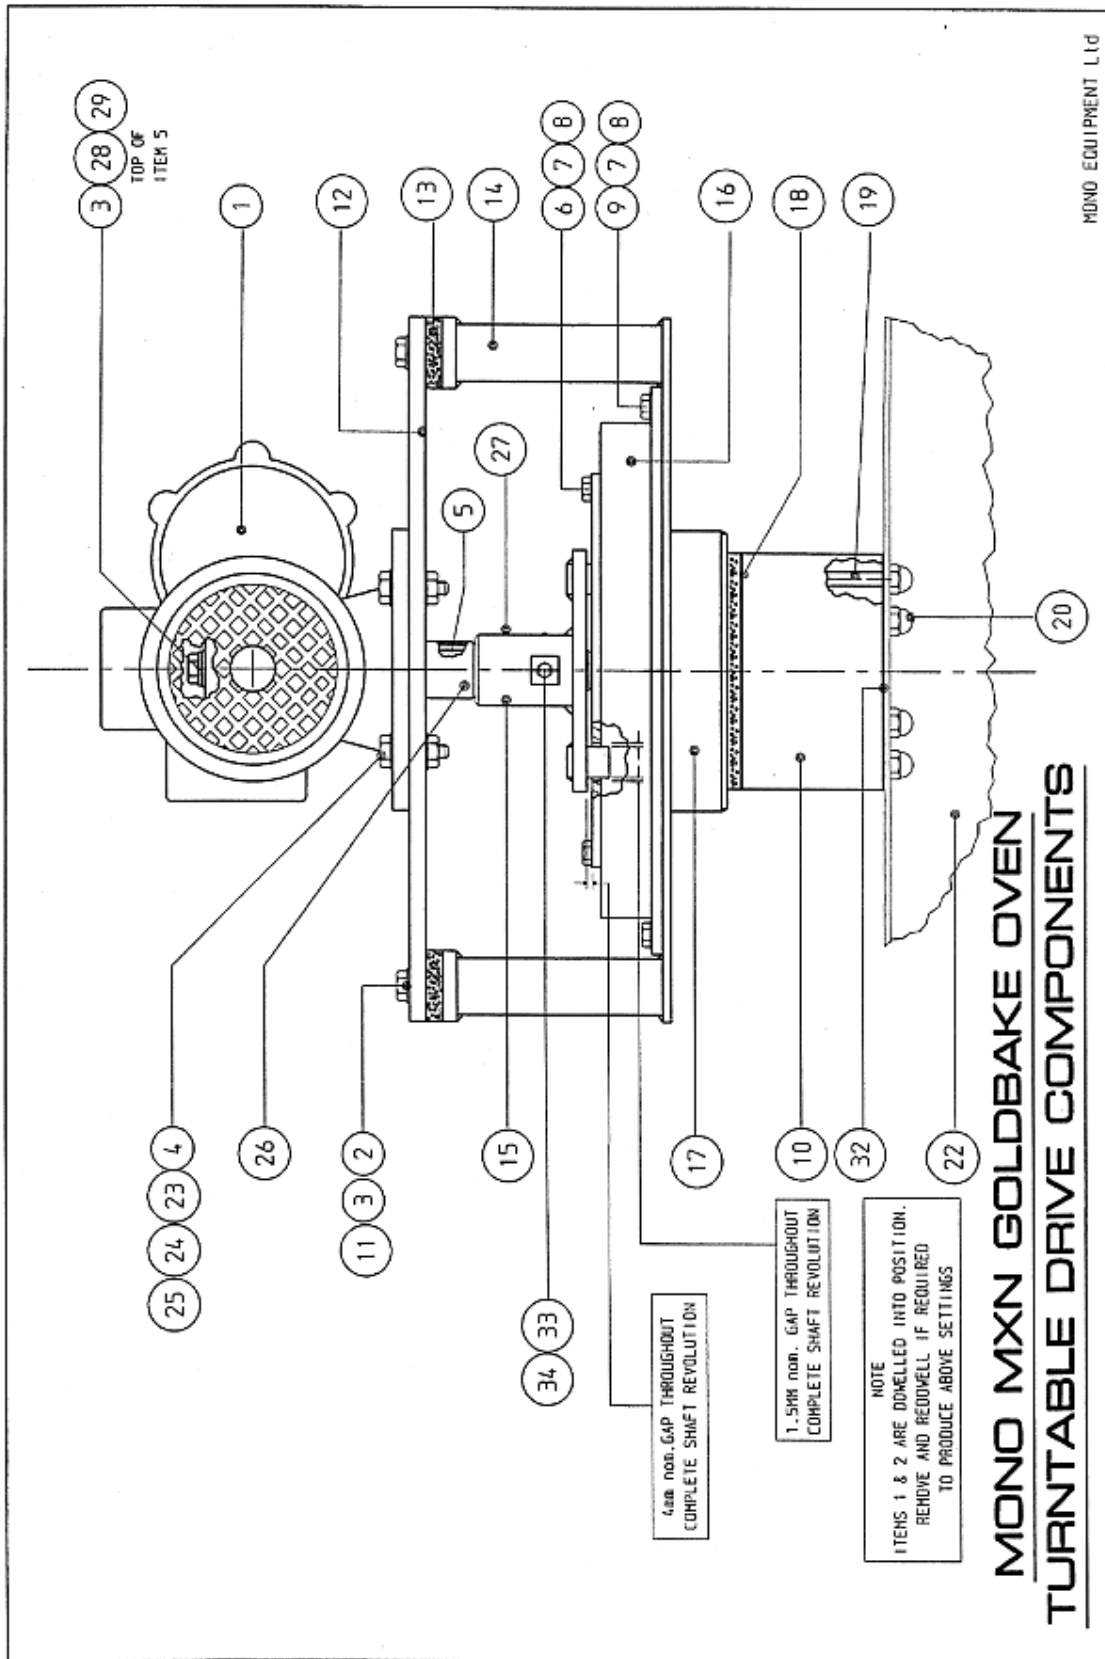 3 28 29
TOP OF
ITEM 5
1
12
13
14
6 7 8
9 7 8
16
18
19
27
5
20
25 24 23 4
26
11 3 2
15
34 33
17
10
32
22
4mm nom.GAP THROUGHOUT
COMPLETE SHAFT REVOLUTION
1.5MM nom. GAP THROUGHOUT
COMPLETE SHAFT REVOLUTION
NOTE
ITEMS 1 & 2 ARE DOWELLED INTO POSITION.
REMOVE AND REDOWELL IF REQUIRED
TO PRODUCE ABOVE SETTINGS
MONO MXN GOLDBAKE OVEN
TURNTABLE DRIVE COMPONENTS
MONO EQUIPMENT Ltd